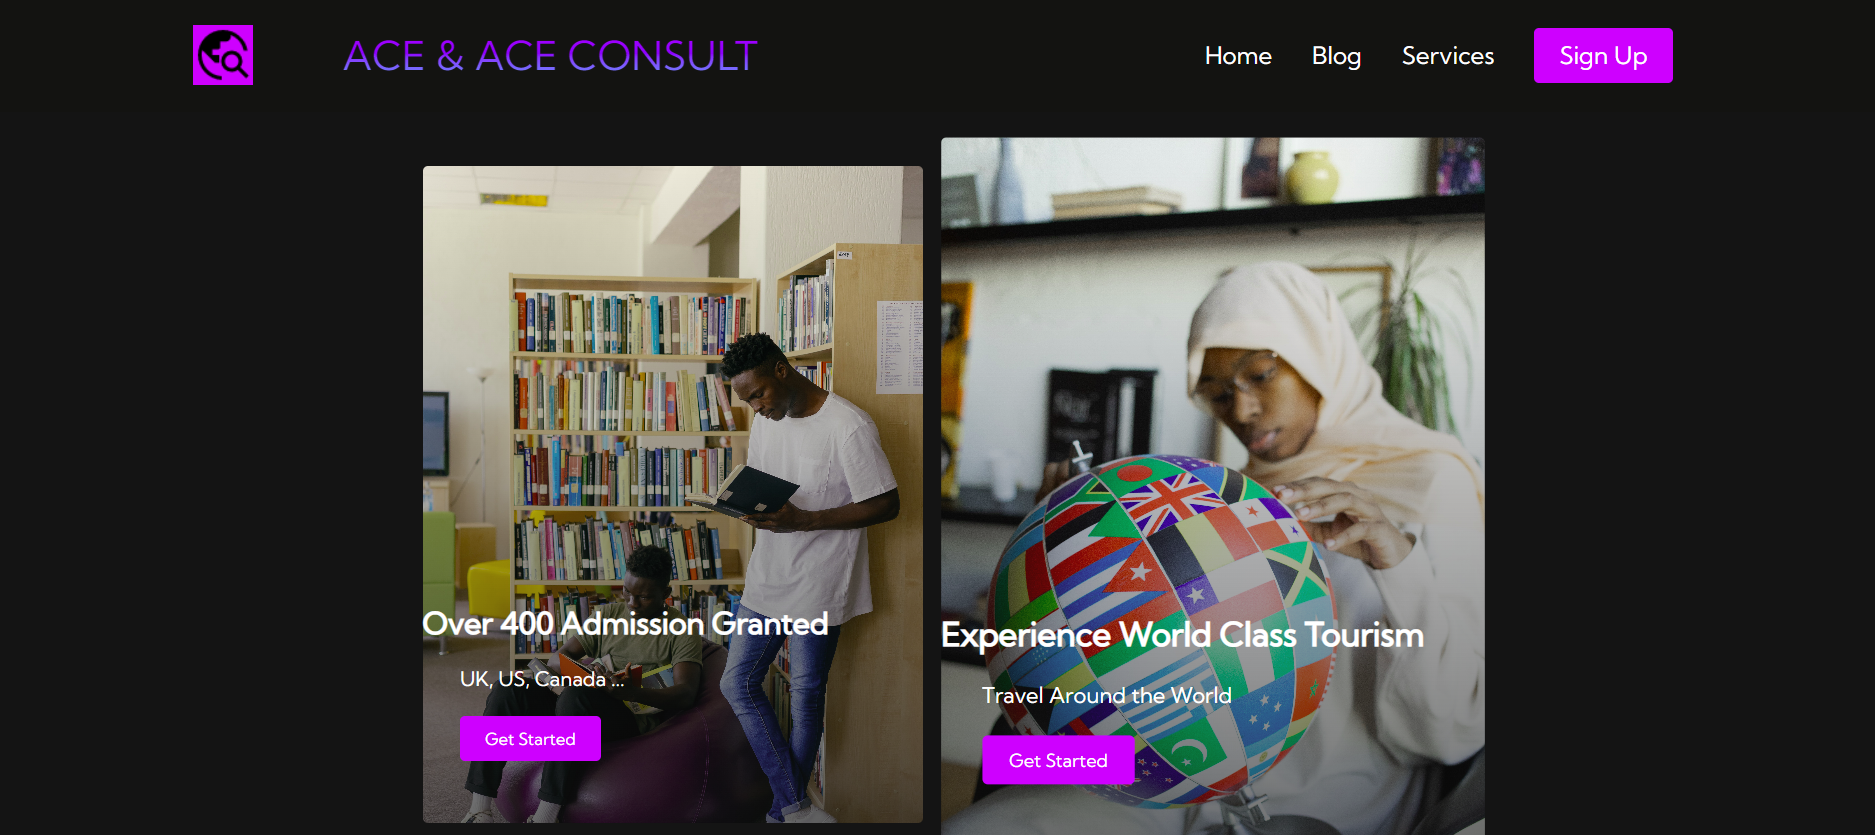 ACE & ACE CONSULT
Home
Blog
Services
Sign Up
Over 400 Admission Granted
UK, US, Canada ...
Get Started
Experience World Class Tourism
Travel Around the World
Get Started